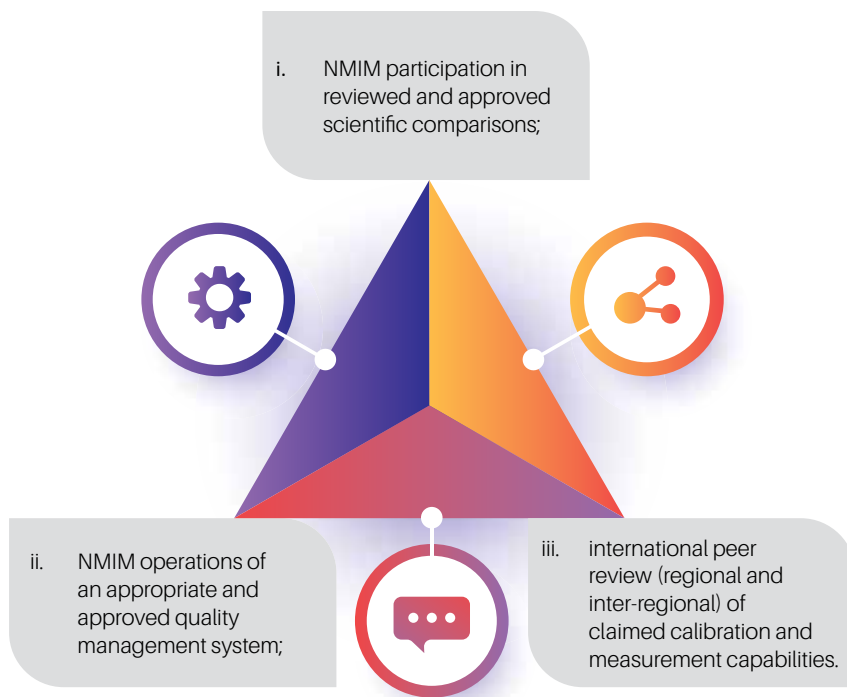 i. NMIM participation in
reviewed and approved
scientific comparisons;
ii. NMIM operations of
an appropriate and
approved quality
management system;
iii. international peer
review (regional and
inter-regional) of
claimed calibration and
measurement capabilities.